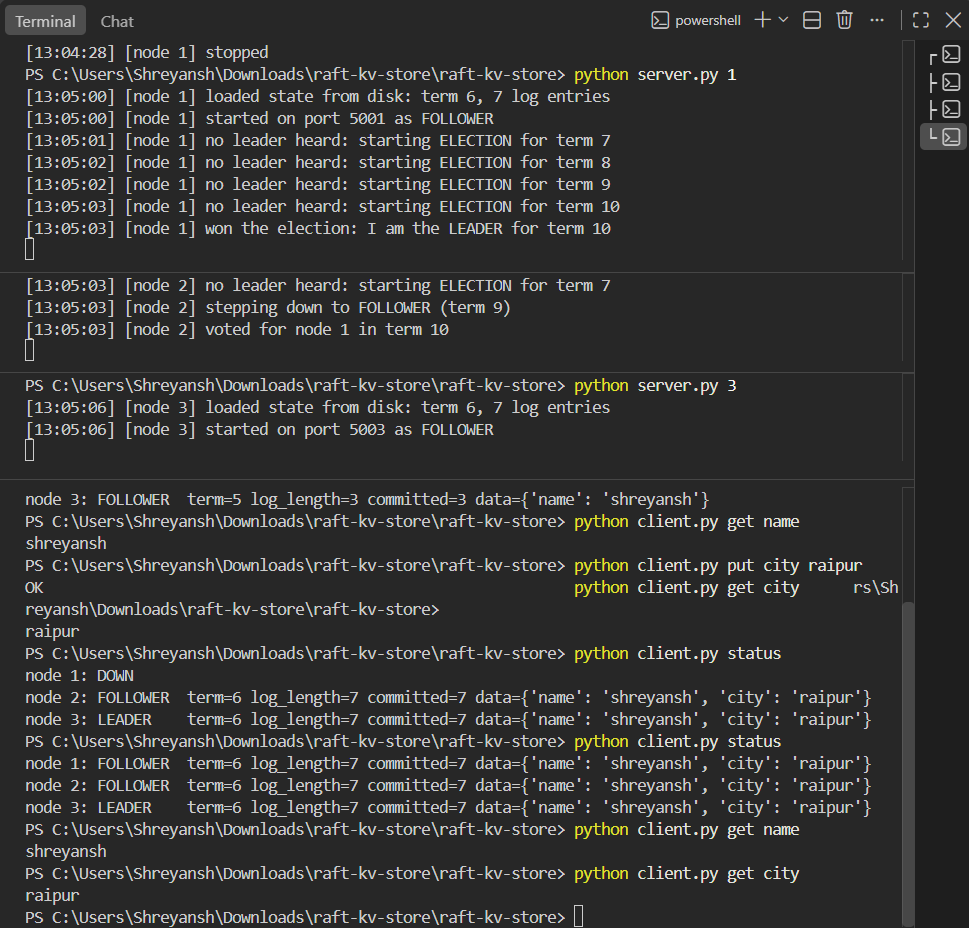 Terminal Chat powershell
[13:04:28] [node 1] stopped
PS C:\Users\Shreyansh\Downloads\raft-kv-store\raft-kv-store> python server.py 1
[13:05:00] [node 1] loaded state from disk: term 6, 7 log entries
[13:05:00] [node 1] started on port 5001 as FOLLOWER
[13:05:01] [node 1] no leader heard: starting ELECTION for term 7
[13:05:02] [node 1] no leader heard: starting ELECTION for term 8
[13:05:02] [node 1] no leader heard: starting ELECTION for term 9
[13:05:03] [node 1] no leader heard: starting ELECTION for term 10
[13:05:03] [node 1] won the election: I am the LEADER for term 10
[13:05:03] [node 2] no leader heard: starting ELECTION for term 7
[13:05:03] [node 2] stepping down to FOLLOWER (term 9)
[13:05:03] [node 2] voted for node 1 in term 10
PS C:\Users\Shreyansh\Downloads\raft-kv-store\raft-kv-store> python server.py 3
[13:05:06] [node 3] loaded state from disk: term 6, 7 log entries
[13:05:06] [node 3] started on port 5003 as FOLLOWER
node 3: FOLLOWER  term=5 log_length=3 committed=3 data={'name': 'shreyansh'}
PS C:\Users\Shreyansh\Downloads\raft-kv-store\raft-kv-store> python client.py get name
shreyansh
PS C:\Users\Shreyansh\Downloads\raft-kv-store\raft-kv-store> python client.py put city raipur
OK                                                           python client.py get city      rs\Sh
reyansh\Downloads\raft-kv-store\raft-kv-store>
raipur
PS C:\Users\Shreyansh\Downloads\raft-kv-store\raft-kv-store> python client.py status
node 1: DOWN
node 2: FOLLOWER  term=6 log_length=7 committed=7 data={'name': 'shreyansh', 'city': 'raipur'}
node 3: LEADER    term=6 log_length=7 committed=7 data={'name': 'shreyansh', 'city': 'raipur'}
PS C:\Users\Shreyansh\Downloads\raft-kv-store\raft-kv-store> python client.py status
node 1: FOLLOWER  term=6 log_length=7 committed=7 data={'name': 'shreyansh', 'city': 'raipur'}
node 2: FOLLOWER  term=6 log_length=7 committed=7 data={'name': 'shreyansh', 'city': 'raipur'}
node 3: LEADER    term=6 log_length=7 committed=7 data={'name': 'shreyansh', 'city': 'raipur'}
PS C:\Users\Shreyansh\Downloads\raft-kv-store\raft-kv-store> python client.py get name
shreyansh
PS C:\Users\Shreyansh\Downloads\raft-kv-store\raft-kv-store> python client.py get city
raipur
PS C:\Users\Shreyansh\Downloads\raft-kv-store\raft-kv-store>